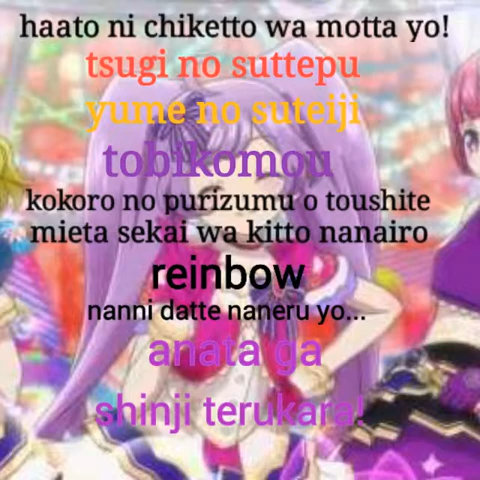 haato ni chiketto wa motta yo!
tsugi no suttepu
yume no suteiji
tobikomou
kokoro no purizumu o toushite
mieta sekai wa kitto nanairo
reinbow
nanni datte naneru yo...
anata ga
shinji terukara!